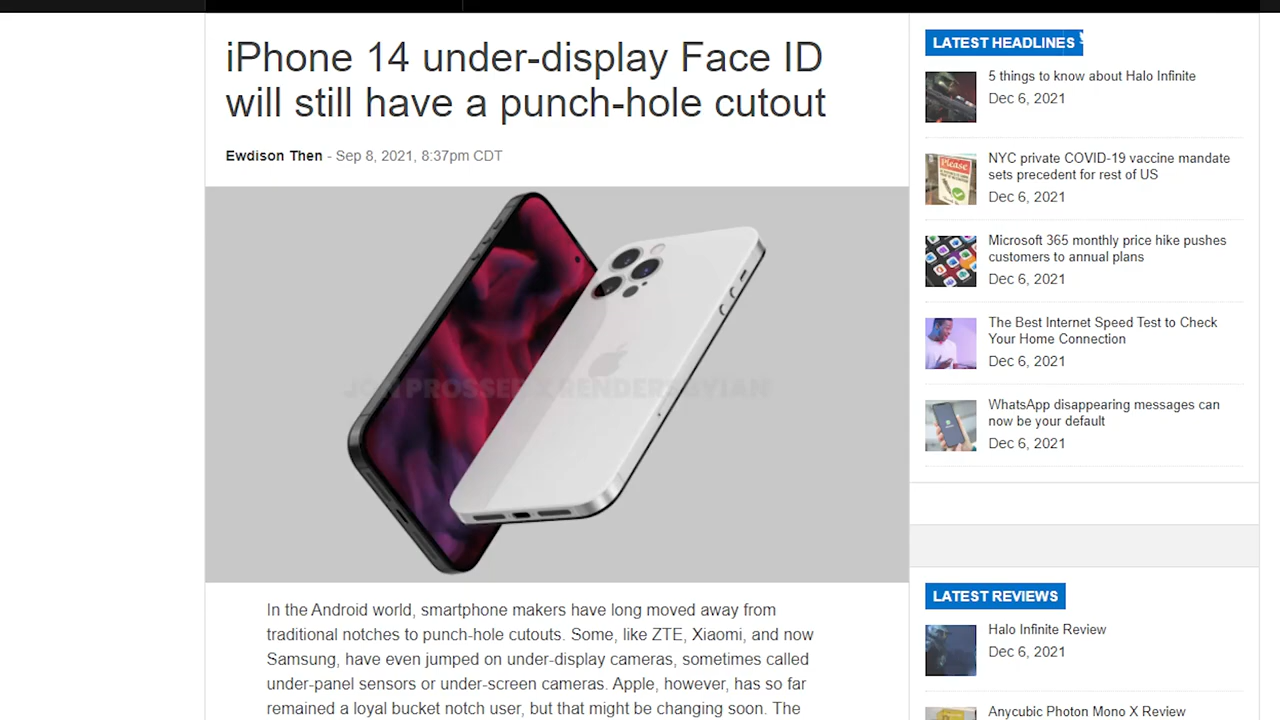 iPhone 14 under-display Face ID
will still have a punch-hole cutout
Ewdison Then - Sep 8, 2021, 8:37pm CDT
JON PROSSER X RENDERSBYIAN
In the Android world, smartphone makers have long moved away from
traditional notches to punch-hole cutouts. Some, like ZTE, Xiaomi, and now
Samsung, have even jumped on under-display cameras, sometimes called
under-panel sensors or under-screen cameras. Apple, however, has so far
remained a loyal bucket notch user, but that might be changing soon. The
LATEST HEADLINES
5 things to know about Halo Infinite
Dec 6, 2021
Please
NYC private COVID-19 vaccine mandate
sets precedent for rest of US
Dec 6, 2021
Microsoft 365 monthly price hike pushes
customers to annual plans
Dec 6, 2021
The Best Internet Speed Test to Check
Your Home Connection
Dec 6, 2021
WhatsApp disappearing messages can
now be your default
Dec 6, 2021
LATEST REVIEWS
Halo Infinite Review
Dec 6, 2021
Anycubic Photon Mono X Review